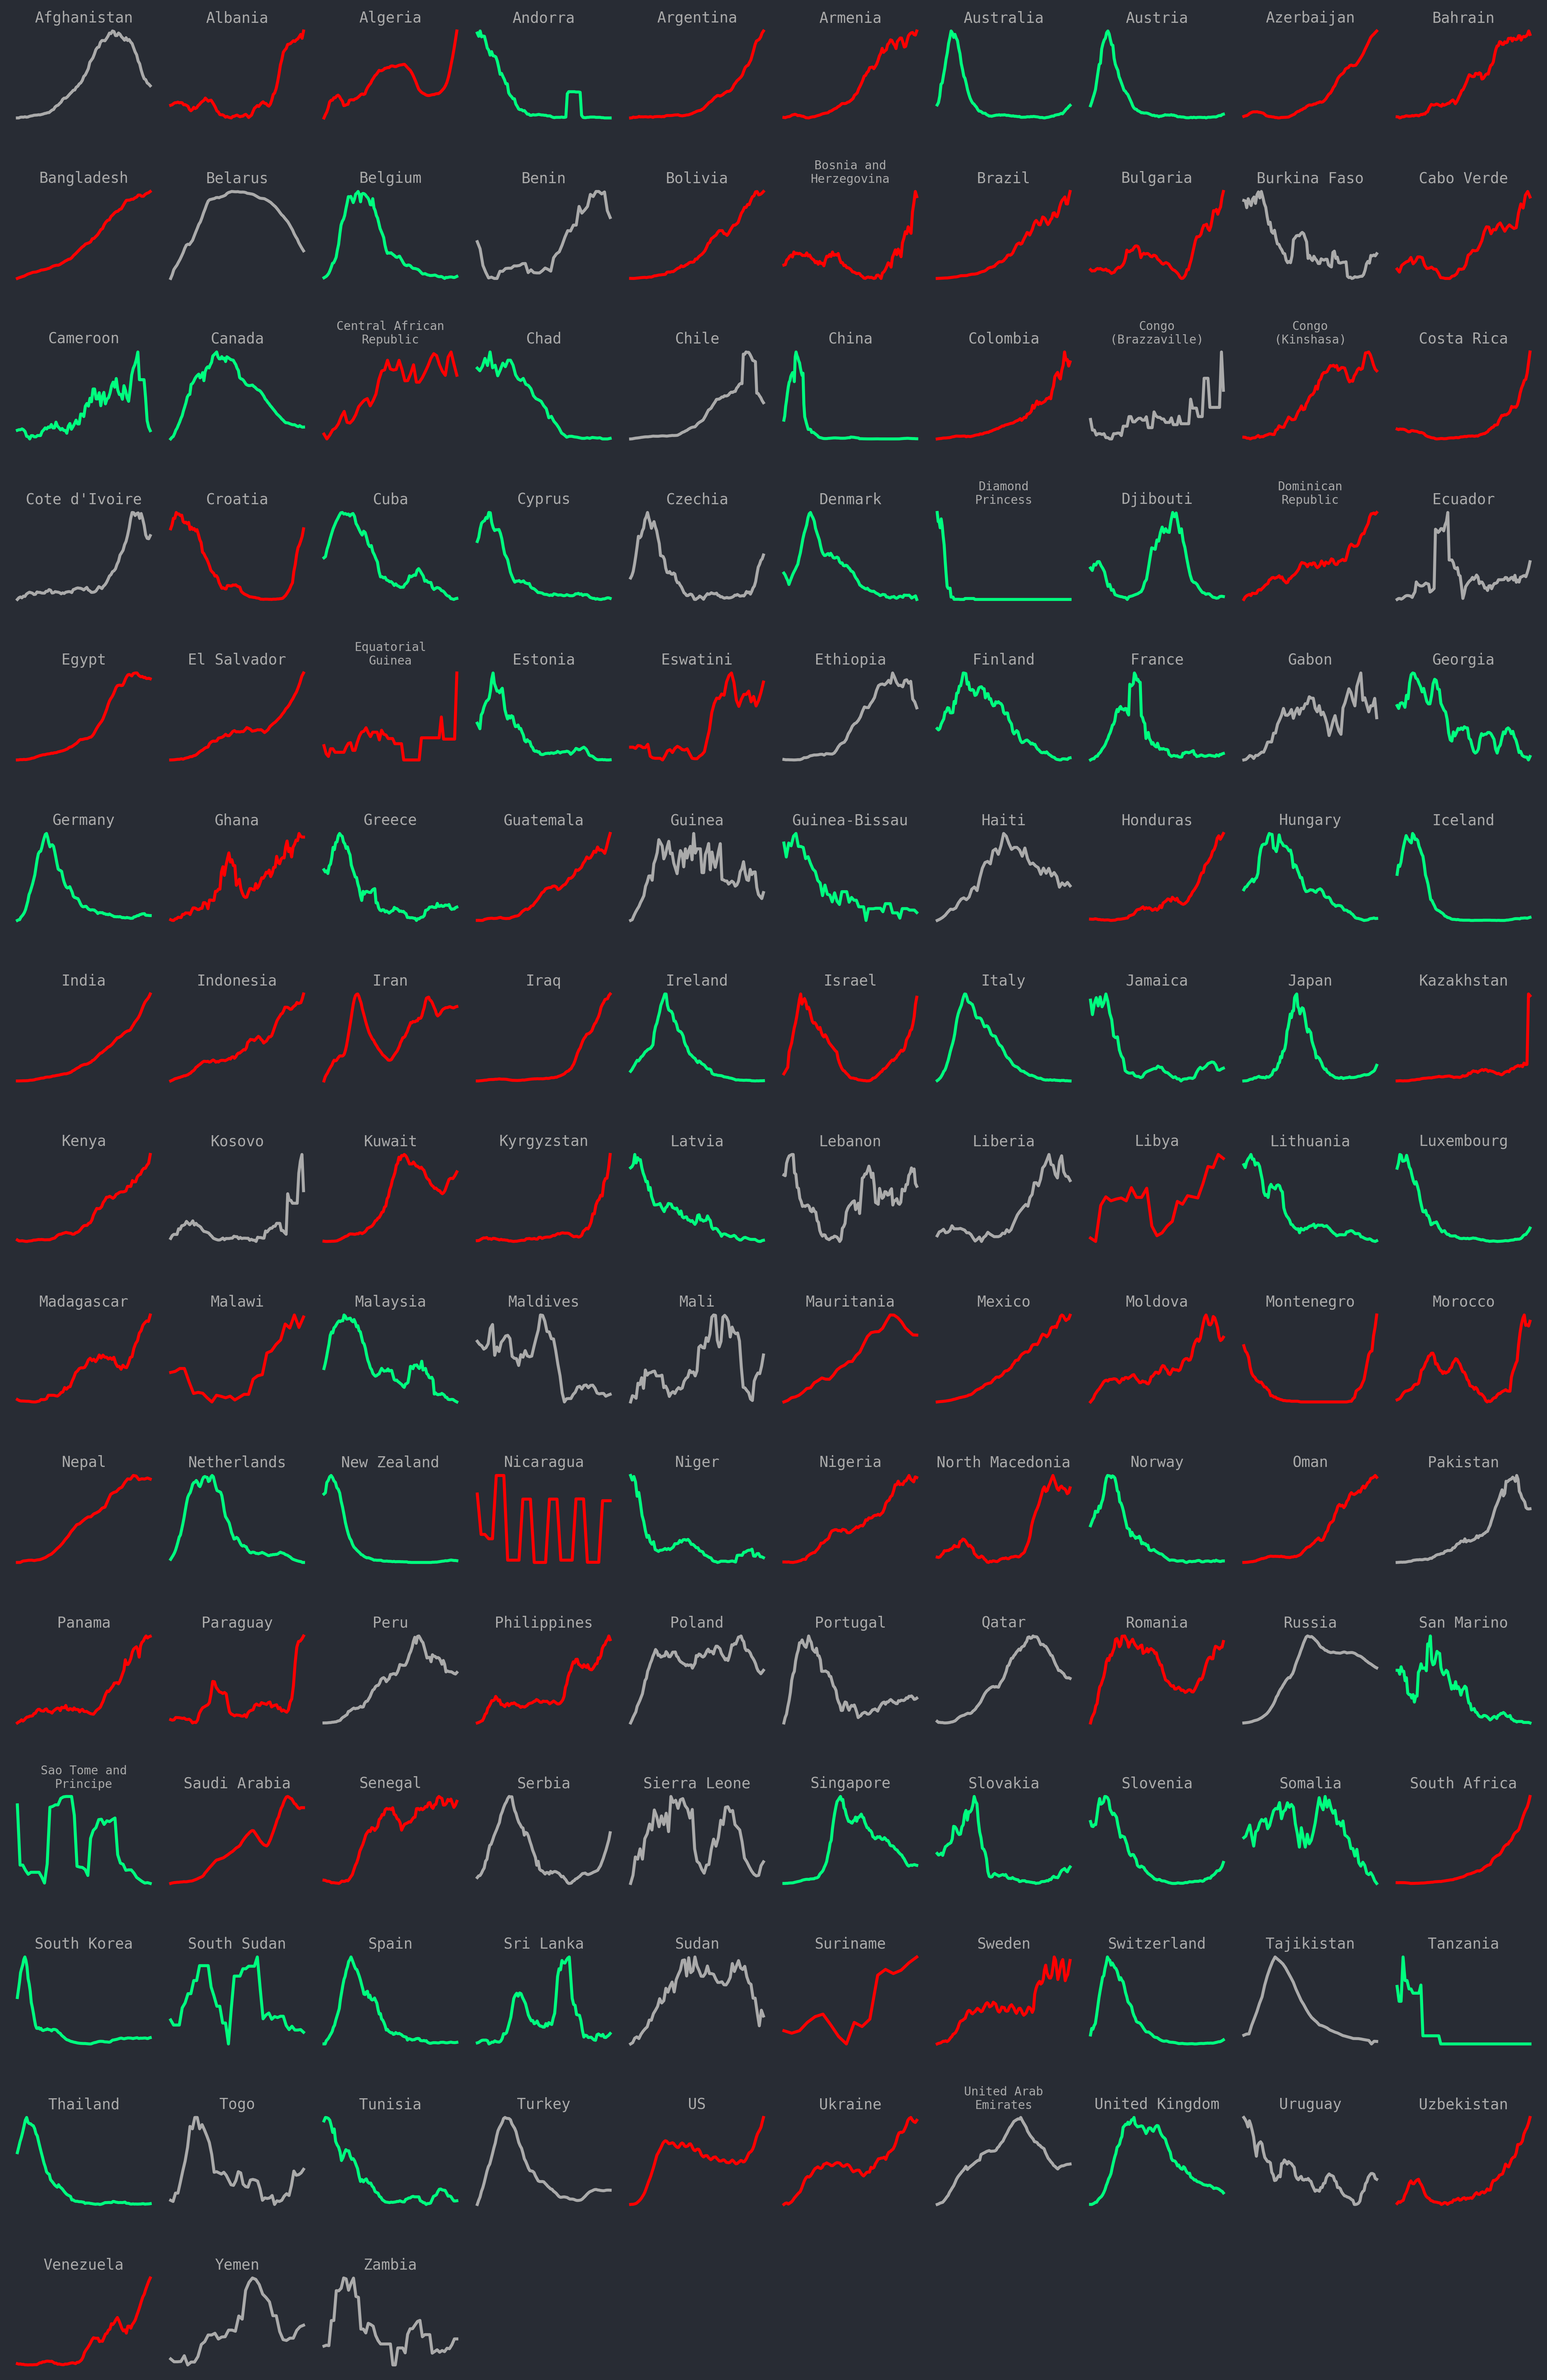 Afghanistan
Albania
Algeria
Andorra
Argentina
Armenia
Australia
Austria
Azerbaijan
Bahrain
Bangladesh
Belarus
Belgium
Benin
Bolivia
Bosnia and
Herzegovina
Brazil
Bulgaria
Burkina Faso
Cabo Verde
Cameroon
Canada
Central African
Republic
Chad
Chile
China
Colombia
Congo
(Brazzaville)
Congo
(Kinshasa)
Costa Rica
Cote d'Ivoire
Croatia
Cuba
Cyprus
Czechia
Denmark
Diamond
Princess
Djibouti
Dominican
Republic
Ecuador
Egypt
El Salvador
Equatorial
Guinea
Estonia
Eswatini
Ethiopia
Finland
France
Gabon
Georgia
Germany
Ghana
Greece
Guatemala
Guinea
Guinea-Bissau
Haiti
Honduras
Hungary
Iceland
India
Indonesia
Iran
Iraq
Ireland
Israel
Italy
Jamaica
Japan
Kazakhstan
Kenya
Kosovo
Kuwait
Kyrgyzstan
Latvia
Lebanon
Liberia
Libya
Lithuania
Luxembourg
Madagascar
Malawi
Malaysia
Maldives
Mali
Mauritania
Mexico
Moldova
Montenegro
Morocco
Nepal
Netherlands
New Zealand
Nicaragua
Niger
Nigeria
North Macedonia
Norway
Oman
Pakistan
Panama
Paraguay
Peru
Philippines
Poland
Portugal
Qatar
Romania
Russia
San Marino
Sao Tome and
Principe
Saudi Arabia
Senegal
Serbia
Sierra Leone
Singapore
Slovakia
Slovenia
Somalia
South Africa
South Korea
South Sudan
Spain
Sri Lanka
Sudan
Suriname
Sweden
Switzerland
Tajikistan
Tanzania
Thailand
Togo
Tunisia
Turkey
US
Ukraine
United Arab
Emirates
United Kingdom
Uruguay
Uzbekistan
Venezuela
Yemen
Zambia